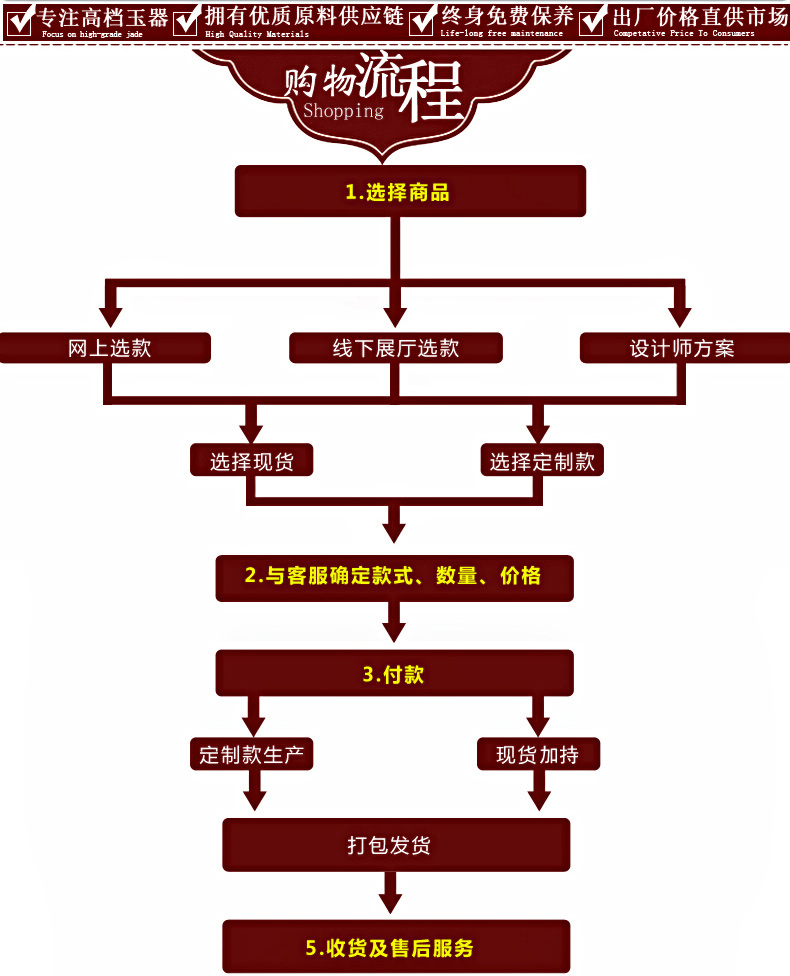 专注高档玉器
Focus on high-grade jade
拥有优质原料供应链
High Quality Materials
终身免费保养
Life-long free maintenance
出厂价格直供市场
Competative Price To Consumers
购物流程
Shopping
1.选择商品
网上选款
线下展厅选款
设计师方案
选择现货
选择定制款
2.与客服确定款式、数量、价格
3.付款
定制款生产
现货加持
打包发货
5.收货及售后服务